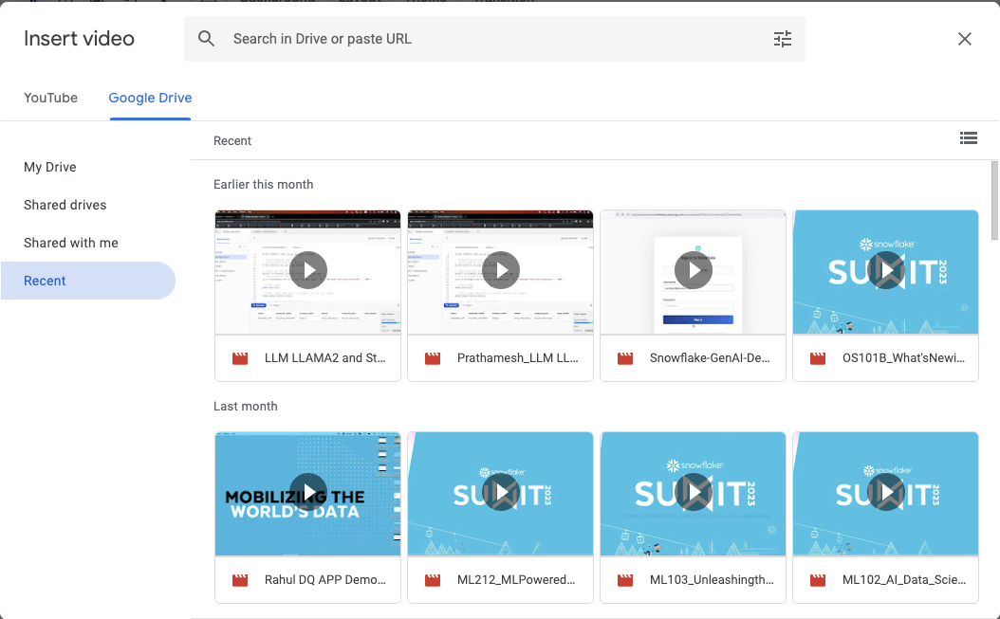 Insert video
Search in Drive or paste URL
YouTube
Google Drive
My Drive
Shared drives
Shared with me
Recent
Recent
Earlier this month
snowflake
SUMMIT 2023
LLM LLAMA2 and St...
Prathamesh_LLM LL...
Snowflake-GenAI-De...
OS101B_What'sNewi...
Last month
MOBILIZING THE
WORLD'S DATA
snowflake
SUMMIT 2023
snowflake
SUMMIT 2023
snowflake
SUMMIT 2023
Rahul DQ APP Demo...
ML212_MLPowered...
ML103_Unleashingth...
ML102_AI_Data_Scie...